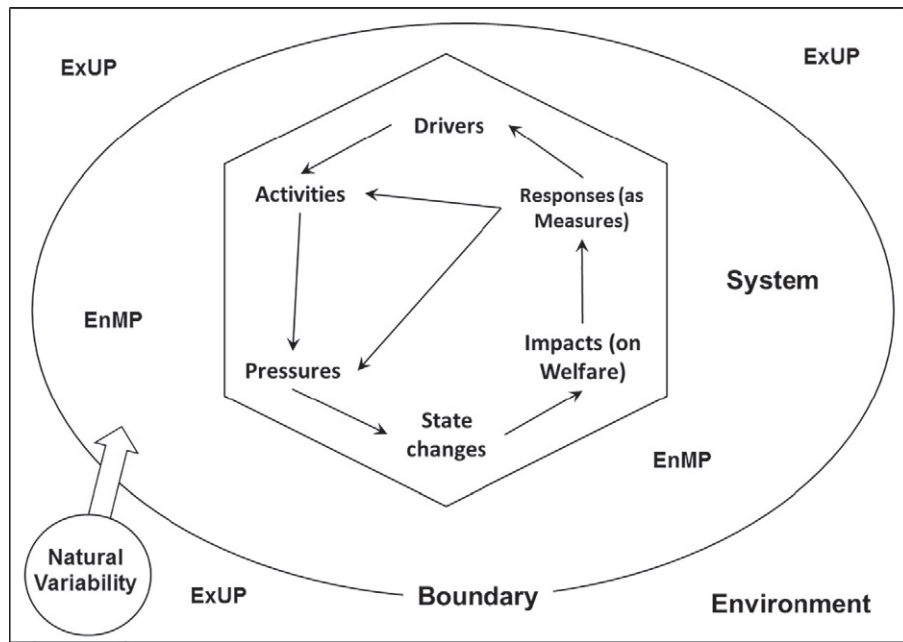 ExUP
ExUP
Drivers
Activities
Responses (as
Measures)
System
EnMP
Impacts (on
Welfare)
Pressures
State
changes
EnMP
Natural
Variability
ExUP
Boundary
Environment